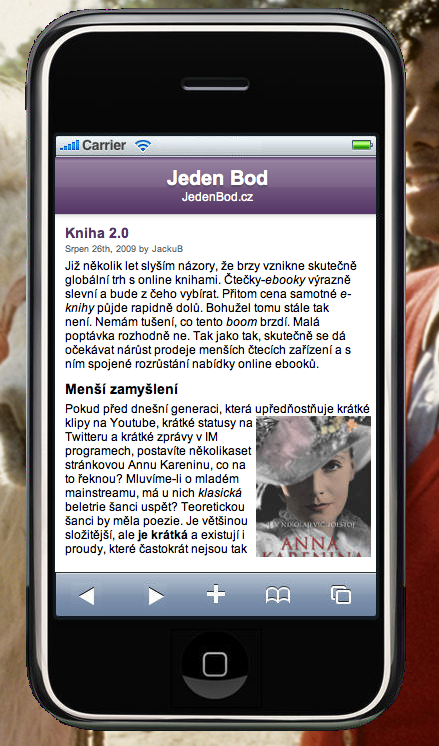 Carrier
Jeden Bod
JedenBod.cz
Kniha 2.0
Srpen 26th, 2009 by JackuB
Již několik let slyším názory, že brzy vznikne skutečně
globální trh s online knihami. Čtečky-ebooky výrazně
slevní a bude z čeho vybírat. Přitom cena samotné e-
knihy půjde rapidně dolů. Bohužel tomu stále tak
není. Nemám tušení, co tento boom brzdí. Malá
poptávka rozhodně ne. Tak jako tak, skutečně se dá
očekávat nárůst prodeje menších čtecích zařízení a s
ním spojené rozrůstání nabídky online ebooků.
Menší zamyšlení
Pokud před dnešní generaci, která upředňostňuje krátké
klipy na Youtube, krátké statusy na
Twitteru a krátké zprávy v IM
programech, postavíte několikaset
stránkovou Annu Kareninu, co na
to řeknou? Mluvíme-li o mladém
mainstreamu, má u nich klasická
beletrie šanci uspět? Teoretickou
šanci by měla poezie. Je většinou
složitější, ale je krátká a existují i
proudy, které častokrát nejsou tak
LEV NIKOLAJEVIČ TOLSTOJ
ANNA
KARENINA